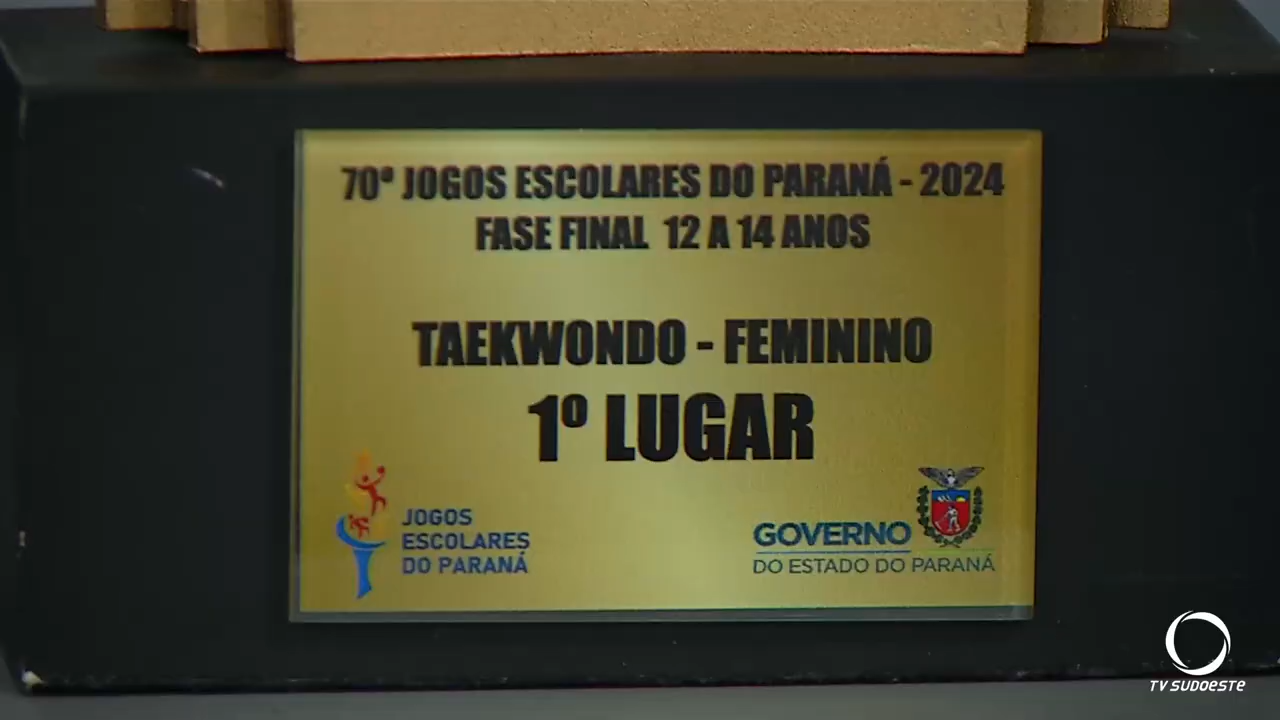 70º JOGOS ESCOLARES DO PARANÁ - 2024
FASE FINAL 12 A 14 ANOS
TAEKWONDO - FEMININO
1º LUGAR
JOGOS
ESCOLARES
DO PARANÁ
GOVERNO
DO ESTADO DO PARANÁ
TV SUDOESTE